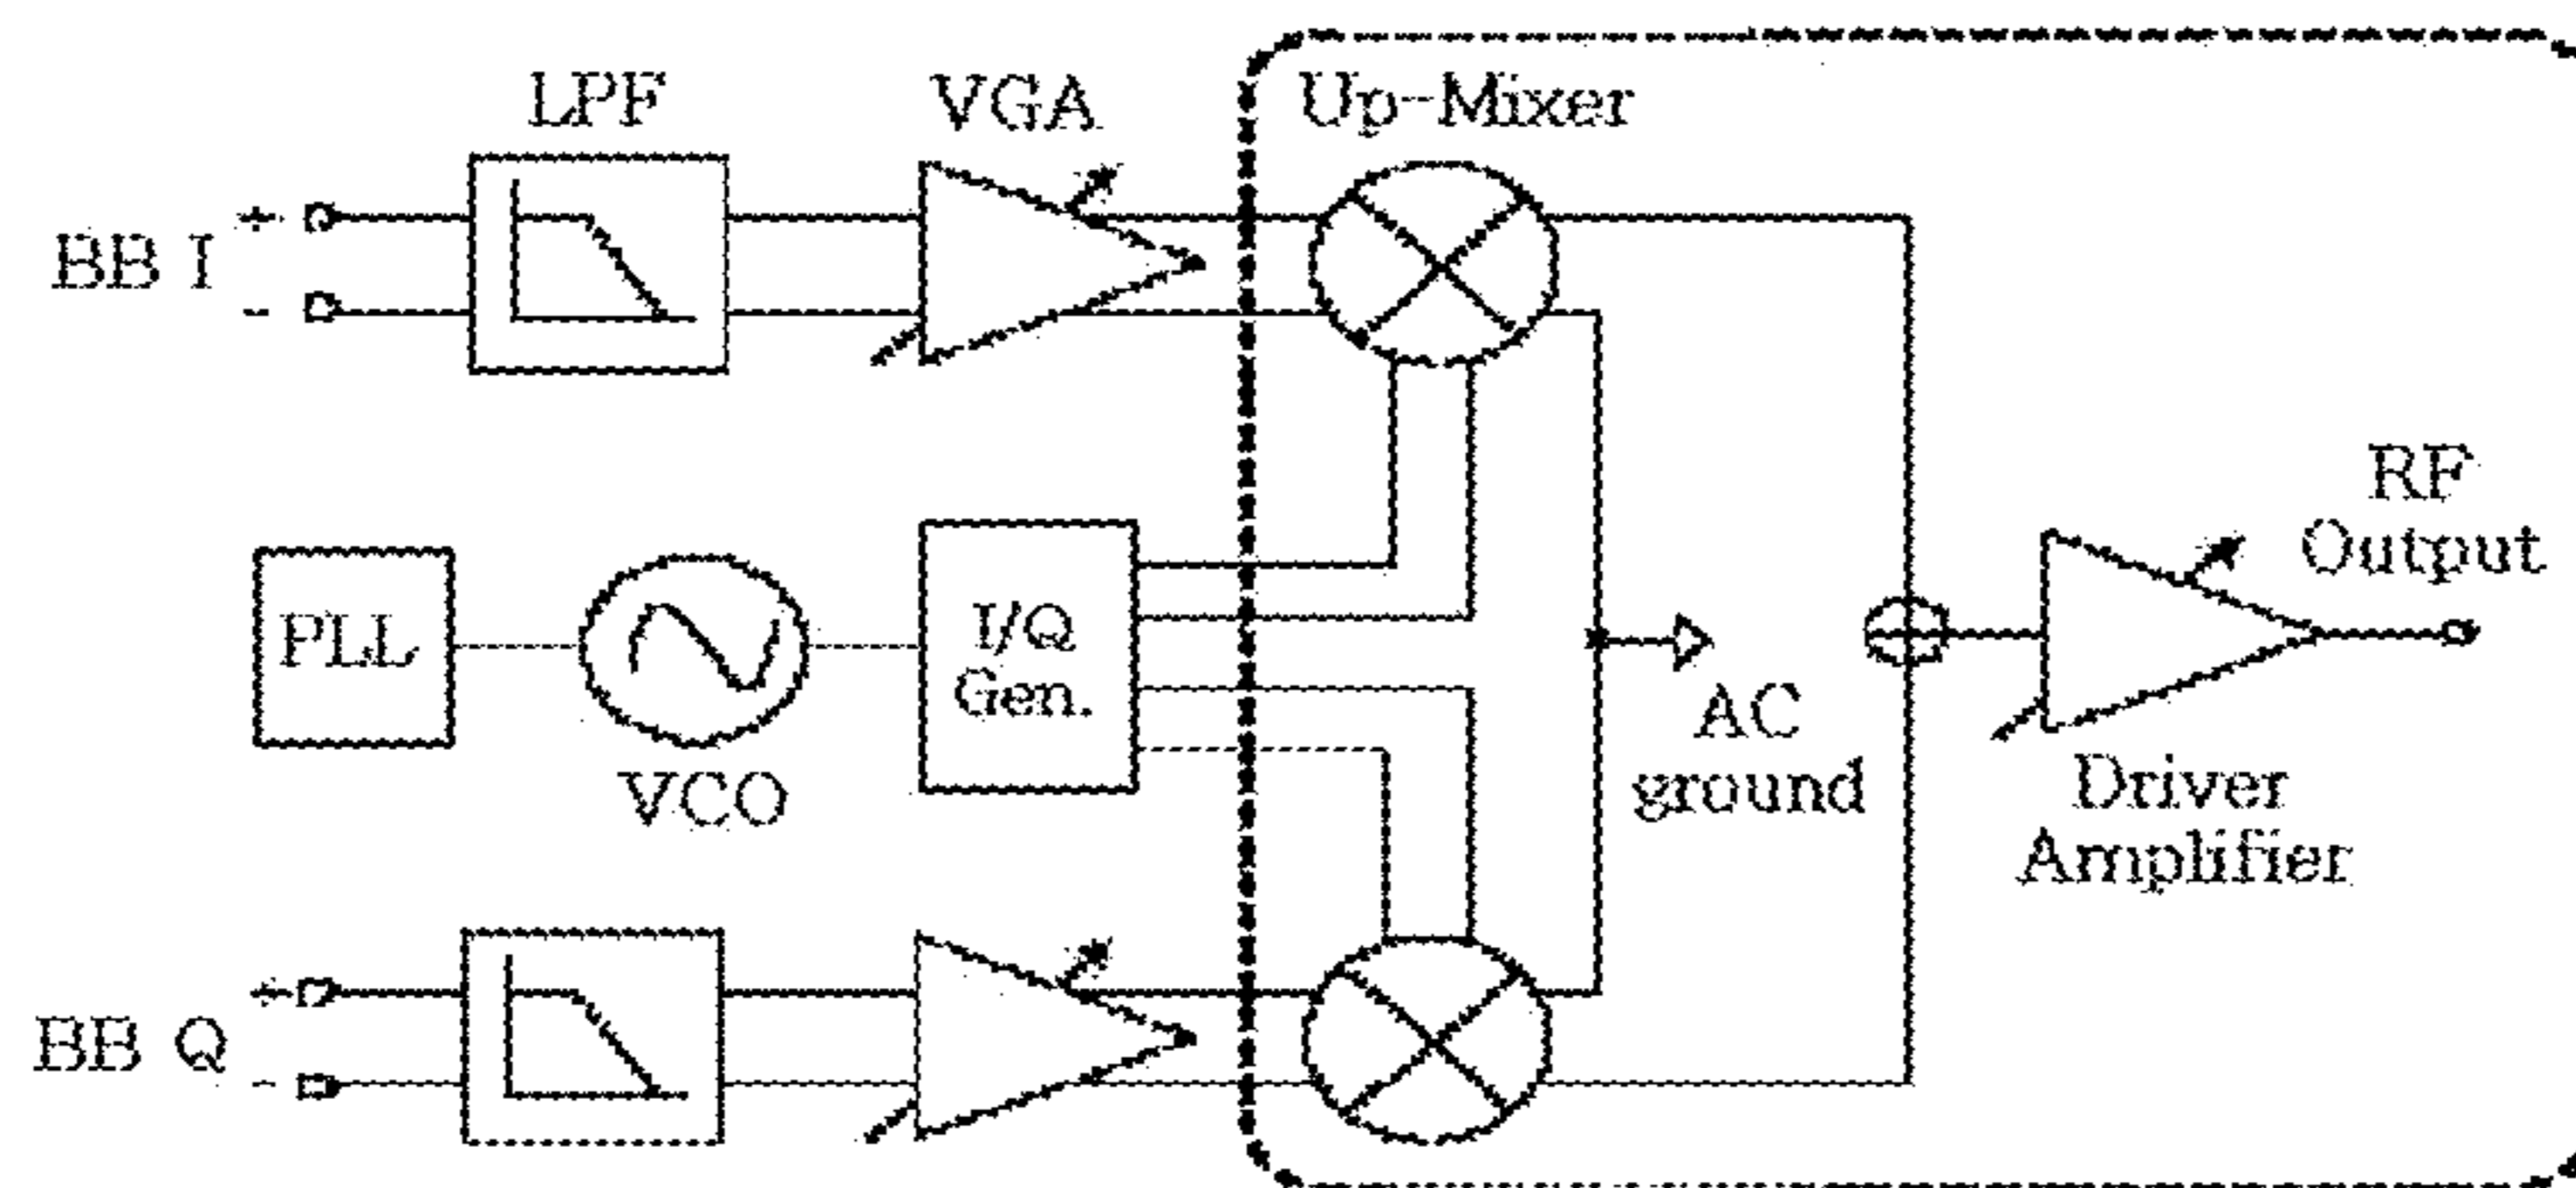 LPF
VGA
Up-Mixer
+
BB I
-
RF
Output
PLL
I/Q
Gen.
VCO
AC
ground
Driver
Amplifier
+
BB Q
-